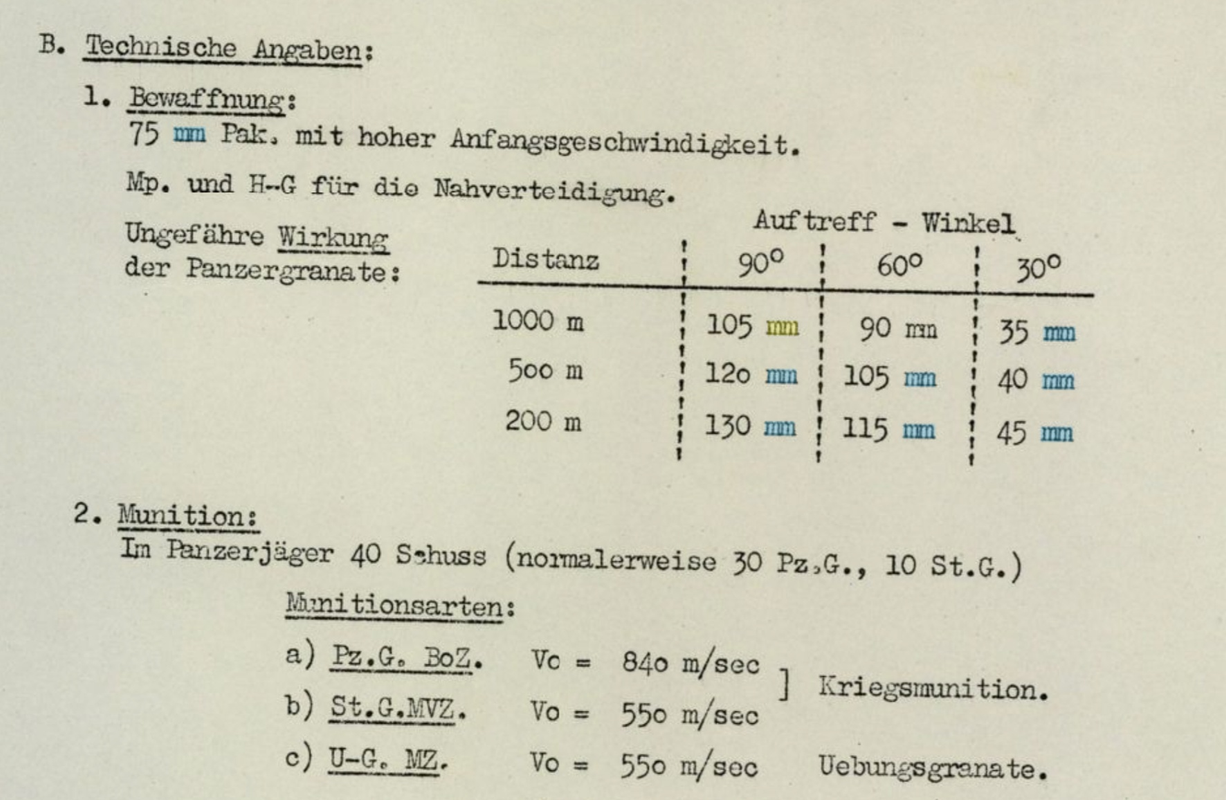 B. Technische Angaben:
1. Bewaffnung:
75 mm Pak. mit hoher Anfangsgeschwindigkeit.
Mp. und H-G für die Nahverteidigung.
Auftreff - Winkel
Ungefähre Wirkung
der Panzergranate:
Distanz 90° 60° 30°
1000 m 105 mm 90 mm 35 mm
500 m 120 mm 105 mm 40 mm
200 m 130 mm 115 mm 45 mm
2. Munition:
Im Panzerjäger 40 Schuss (normalerweise 30 Pz.G., 10 St.G.)
Munitionsarten:
a) Pz.G. BoZ. Vo = 840 m/sec ] Kriegsmunition.
b) St.G.MVZ. Vo = 550 m/sec
c) U-G. MZ. Vo = 550 m/sec Uebungsgranate.